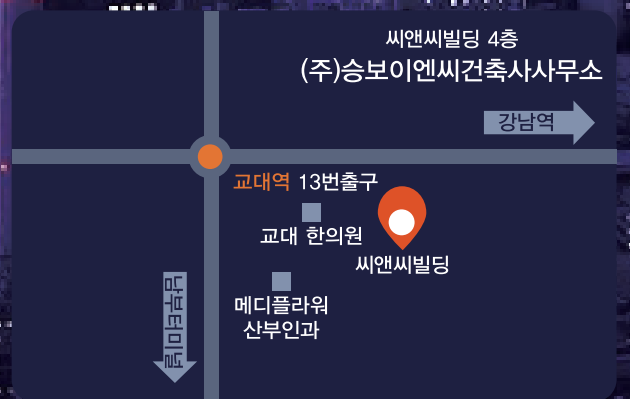 씨앤씨빌딩 4층
(주)승보이엔씨건축사사무소
강남역
교대역 13번출구
교대 한의원
씨앤씨빌딩
메디플라워
산부인과
남부터미널